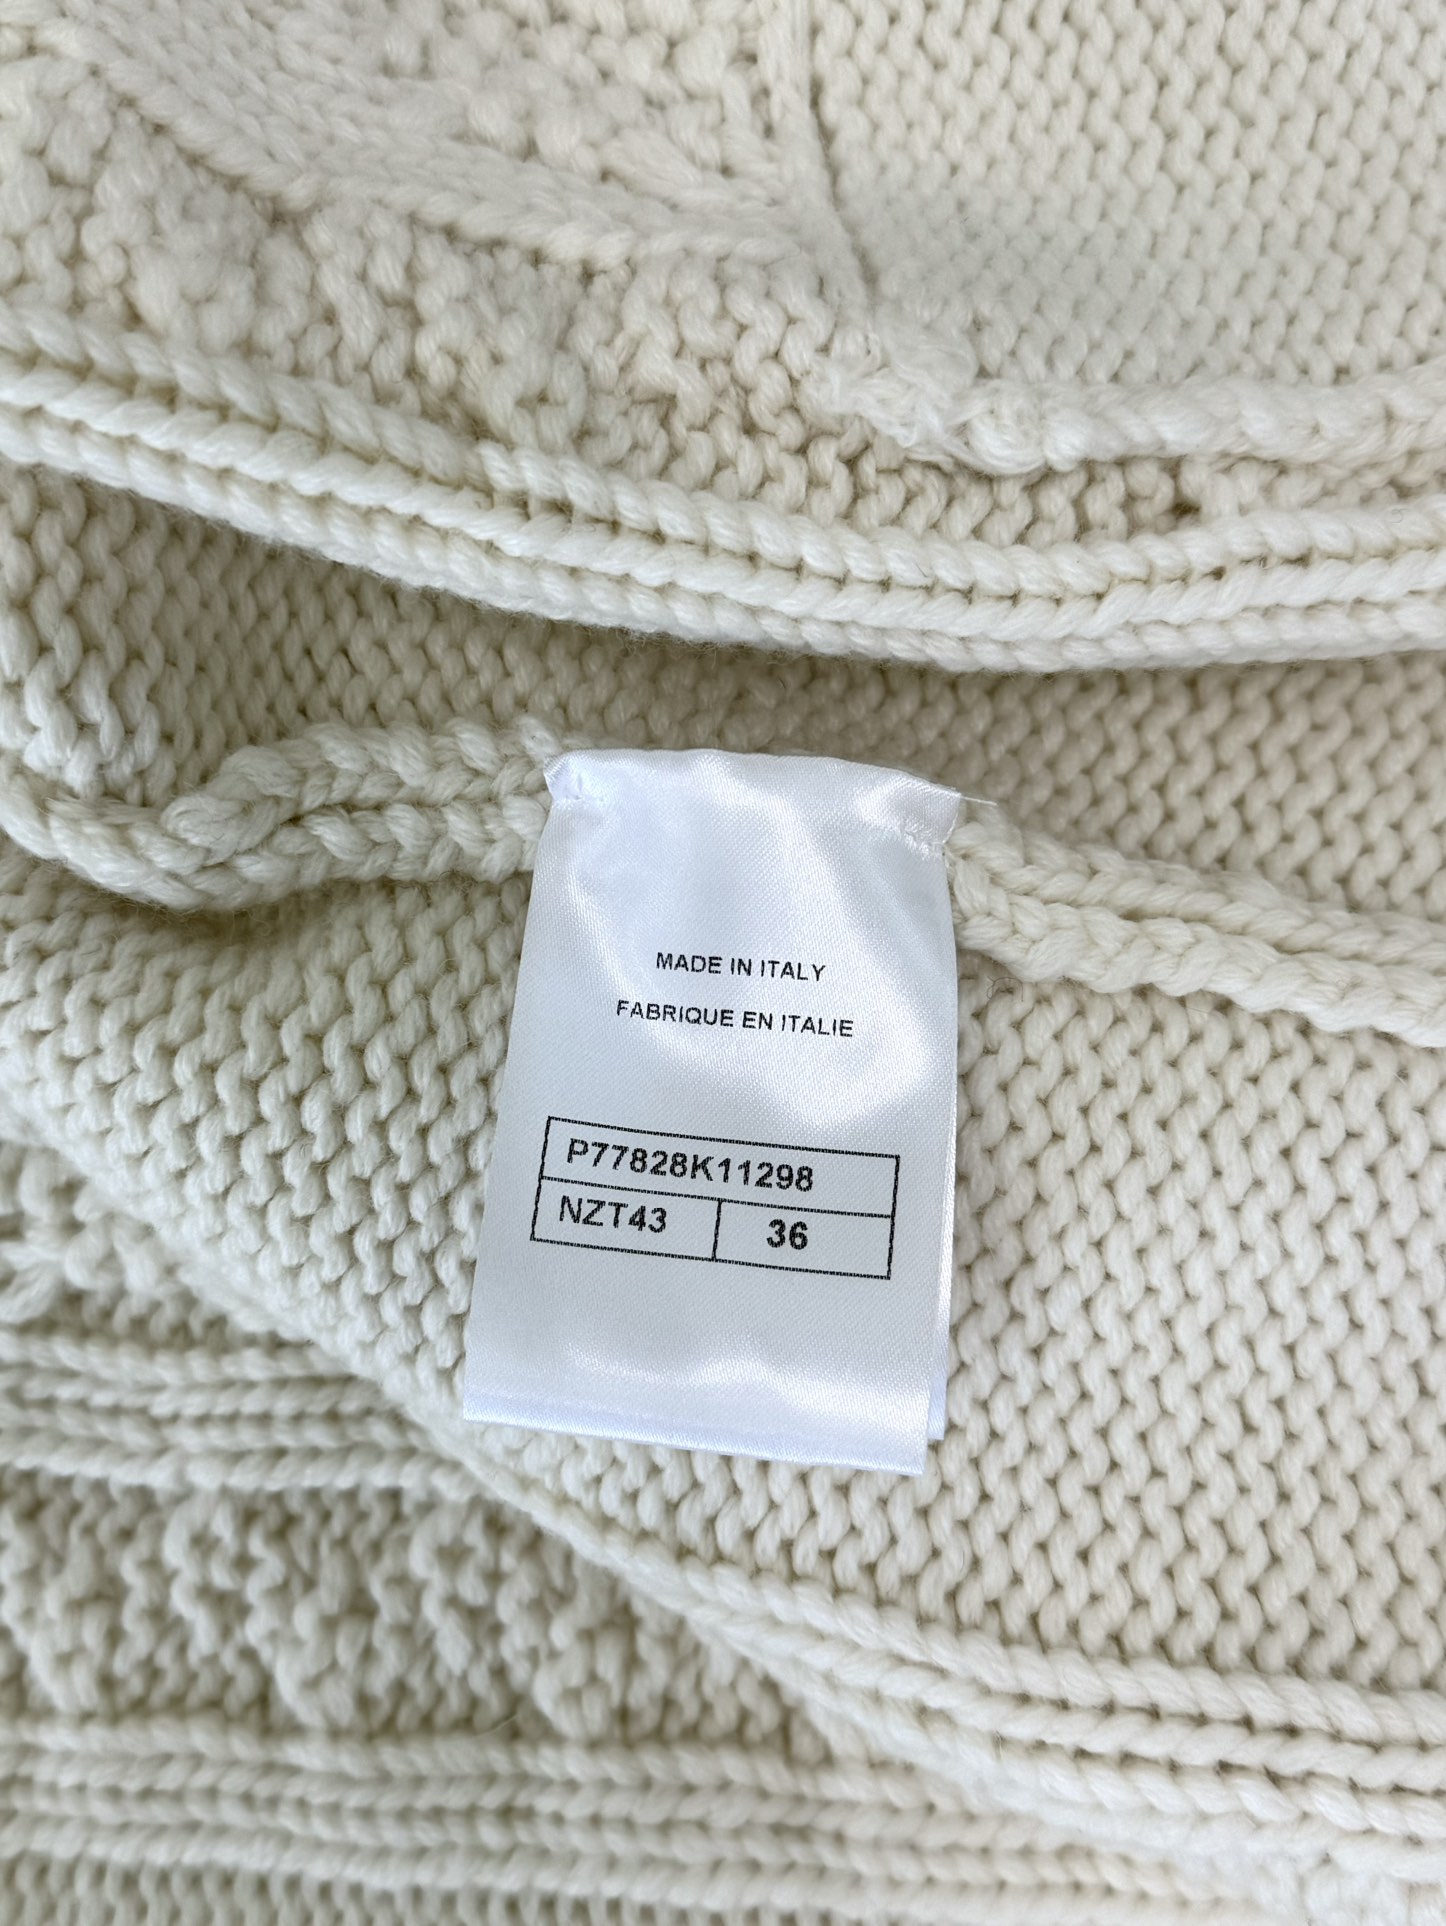 MADE IN ITALY
FABRIQUE EN ITALIE
P77828K11298
NZT43 36